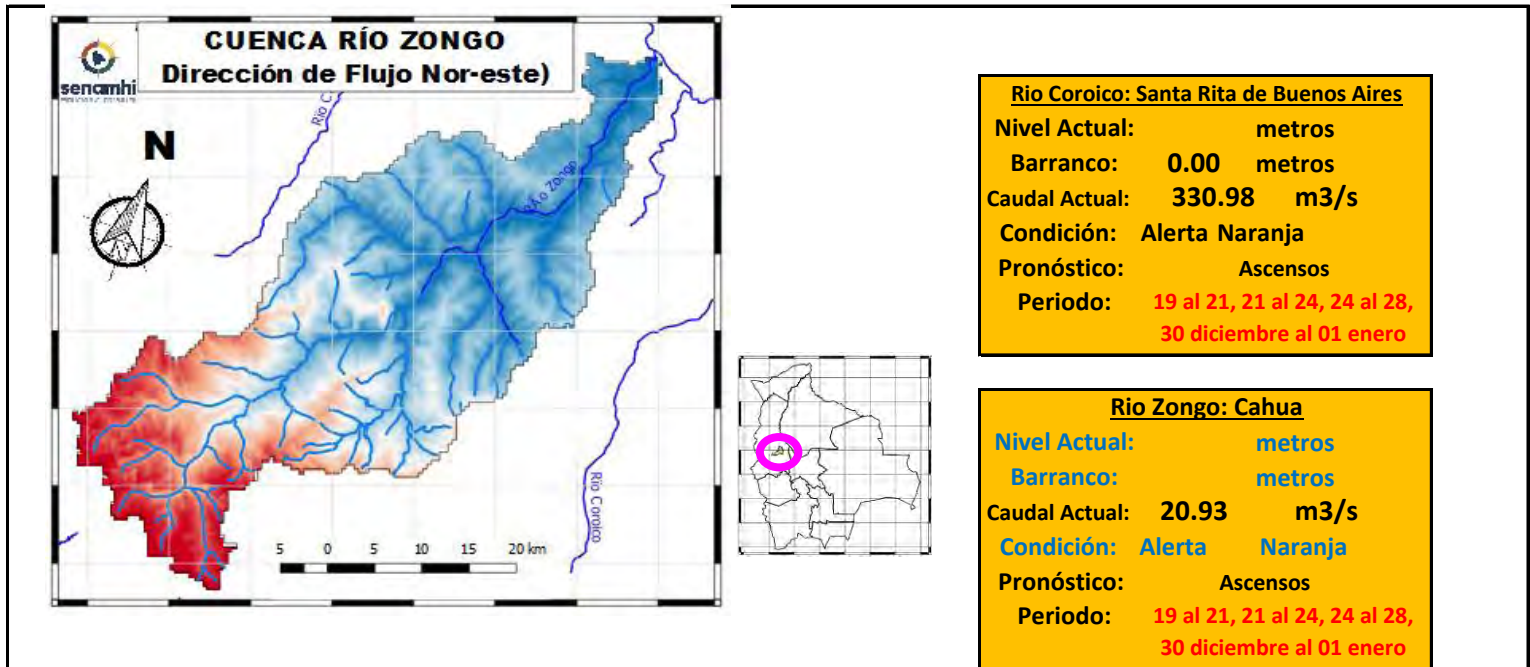 CUENCA RÍO ZONGO
Dirección de Flujo Nor-este)
senamhi
N
Río C
RÃ­o Zongo
Río Coroico
5 0 5 10 15 20 km
Rio Coroico: Santa Rita de Buenos Aires
Nivel Actual: metros
Barranco: 0.00 metros
Caudal Actual: 330.98 m3/s
Condición: Alerta Naranja
Pronóstico: Ascensos
Periodo: 19 al 21, 21 al 24, 24 al 28,
30 diciembre al 01 enero
Rio Zongo: Cahua
Nivel Actual: metros
Barranco: metros
Caudal Actual: 20.93 m3/s
Condición: Alerta Naranja
Pronóstico: Ascensos
Periodo: 19 al 21, 21 al 24, 24 al 28,
30 diciembre al 01 enero